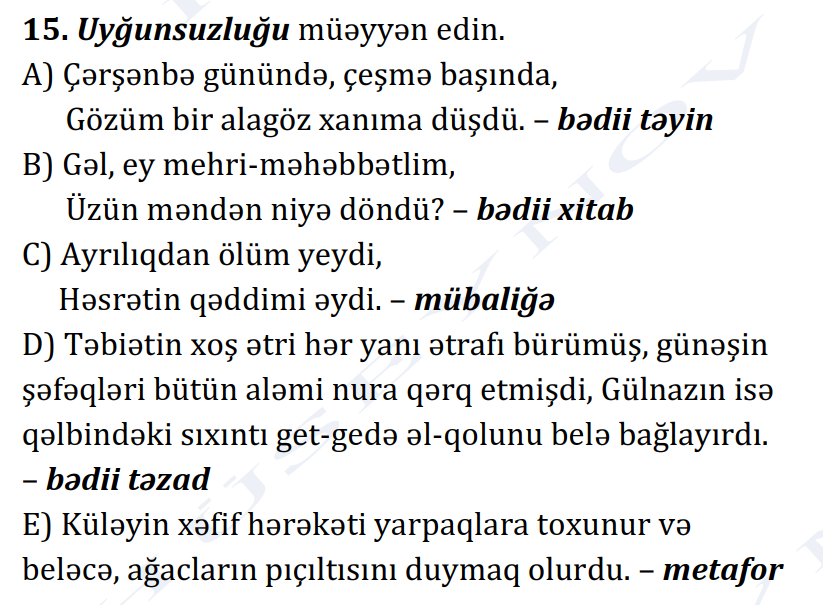 15. Uyğunsuzluğu müəyyən edin.
A) Çərşənbə günündə, çeşmə başında,
Gözüm bir alagöz xanıma düşdü. – bədii təyin
B) Gəl, ey mehri-məhəbbətlim,
Üzün məndən niyə döndü? – bədii xitab
C) Ayrılıqdan ölüm yeydi,
Həsrətin qəddimi əydi. – mübaliğə
D) Təbiətin xoş ətri hər yanı ətrafı bürümüş, günəşin
şəfəqləri bütün aləmi nura qərq etmişdi, Gülnazın isə
qəlbindəki sıxıntı get-gedə əl-qolunu belə bağlayırdı.
– bədii təzad
E) Küləyin xəfif hərəkəti yarpaqlara toxunur və
beləcə, ağacların pıçıltısını duymaq olurdu. – metafor